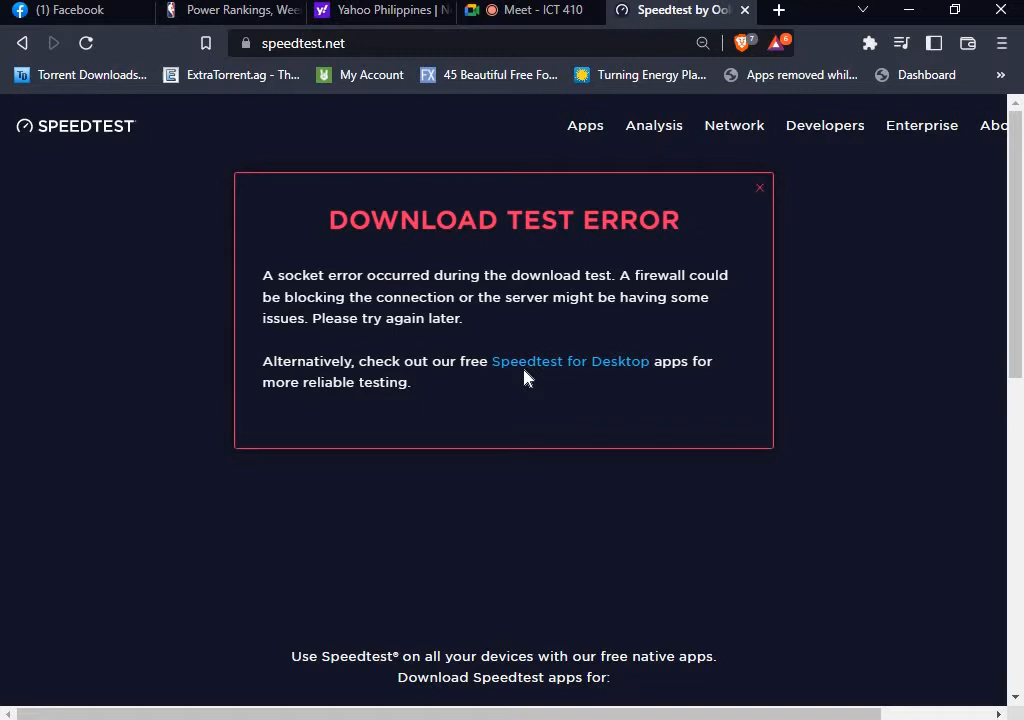 (1) Facebook
Power Rankings, Wee
Yahoo Philippines | N
Meet - ICT 410
Speedtest by Ook
speedtest.net
7
6
Torrent Downloads...
ExtraTorrent.ag - Th...
My Account
45 Beautiful Free Fo...
Turning Energy Pla...
Apps removed whil...
Dashboard
»
SPEEDTEST
Apps
Analysis
Network
Developers
Enterprise
Abo
DOWNLOAD TEST ERROR
A socket error occurred during the download test. A firewall could
be blocking the connection or the server might be having some
issues. Please try again later.
Alternatively, check out our free Speedtest for Desktop apps for
more reliable testing.
Use Speedtest® on all your devices with our free native apps.
Download Speedtest apps for: